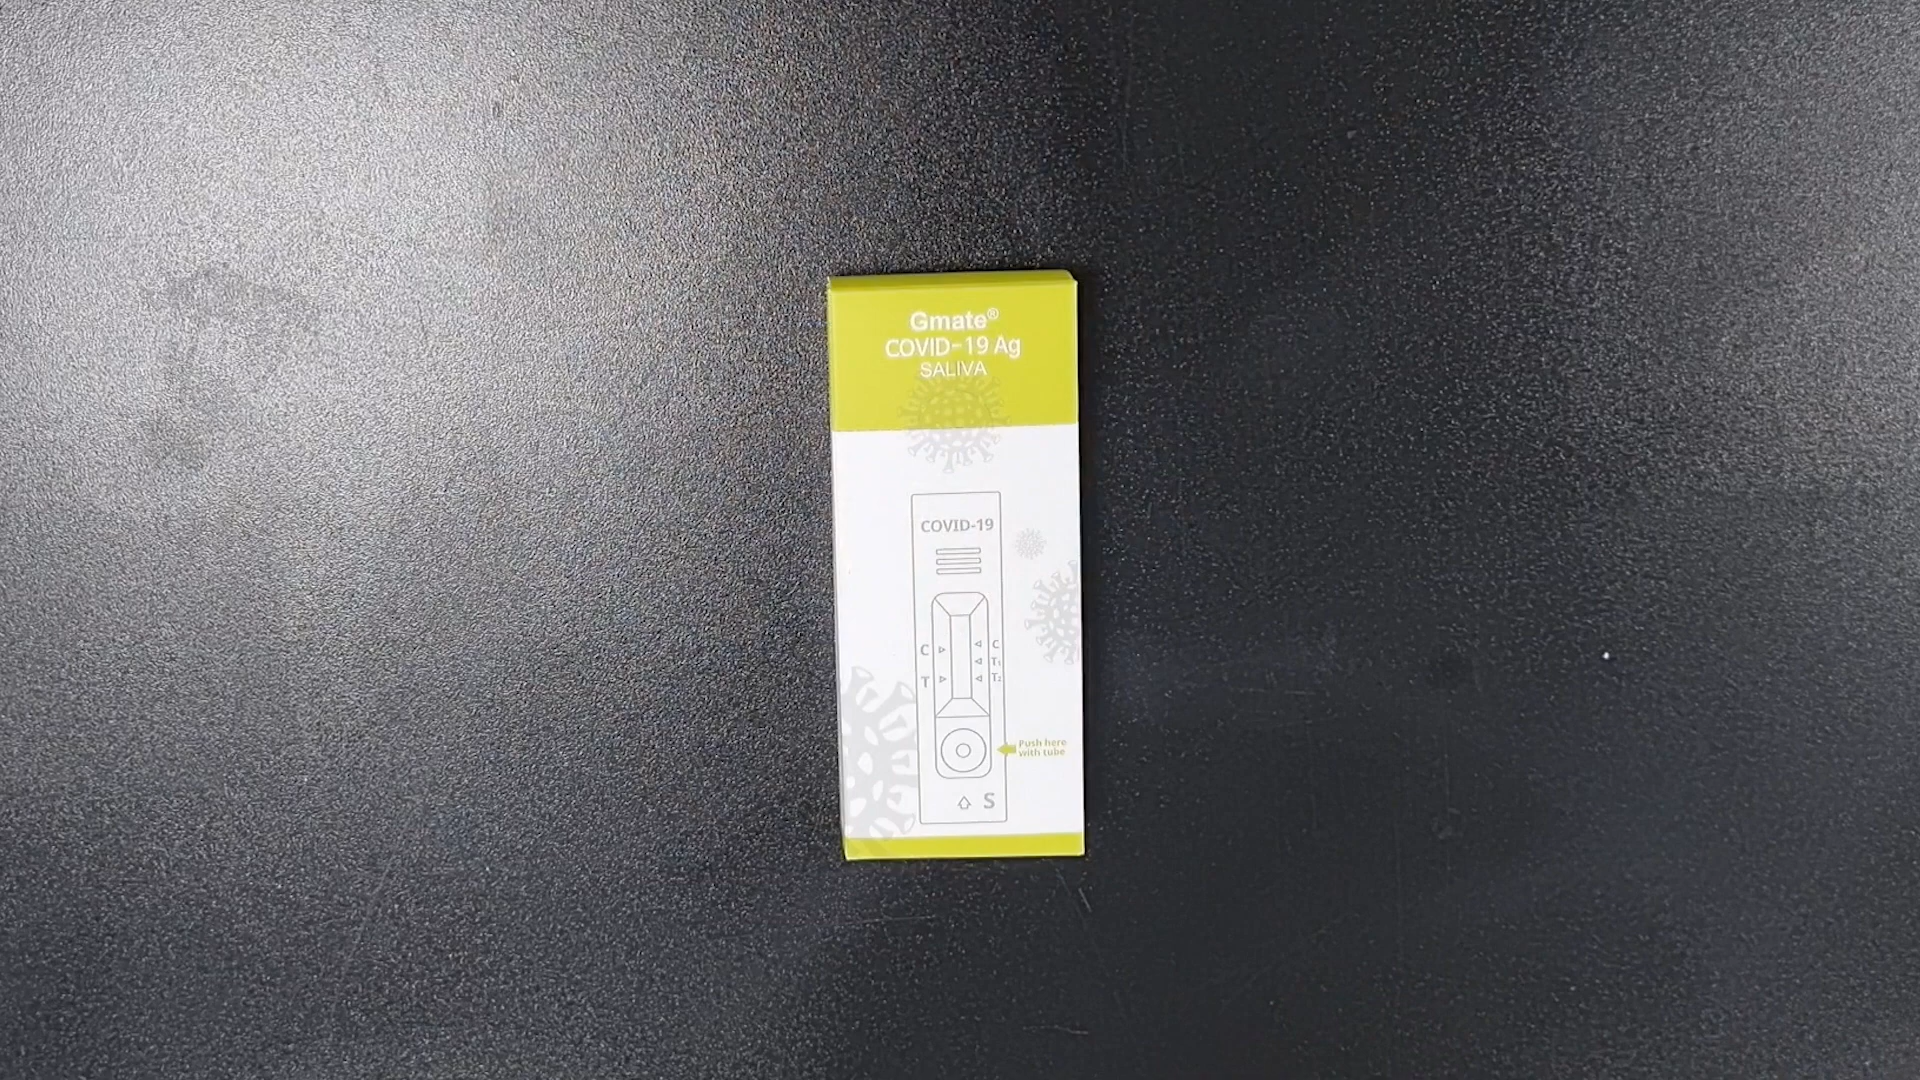 Gmate®
COVID-19 Ag
SALIVA
COVID-19
C
C
T₁
T
T₂
Push here
with tube
S